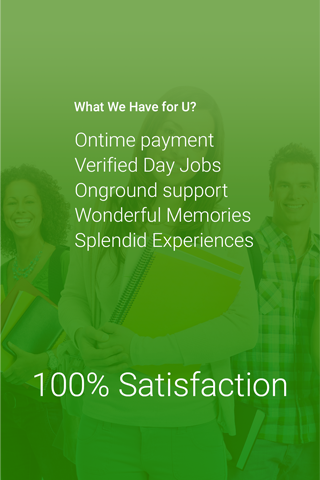 What We Have for U?
Ontime payment
Verified Day Jobs
Onground support
Wonderful Memories
Splendid Experiences
100% Satisfaction